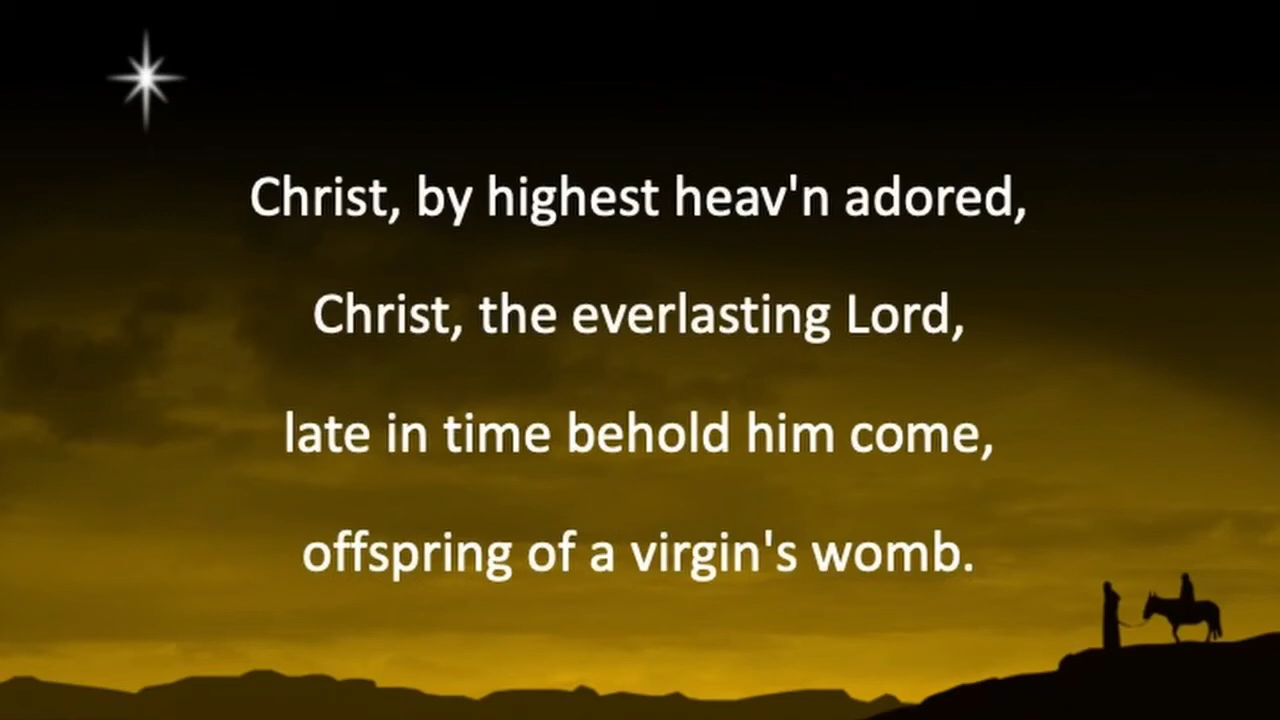 Christ, by highest heav'n adored,
Christ, the everlasting Lord,
late in time behold him come,
offspring of a virgin's womb.